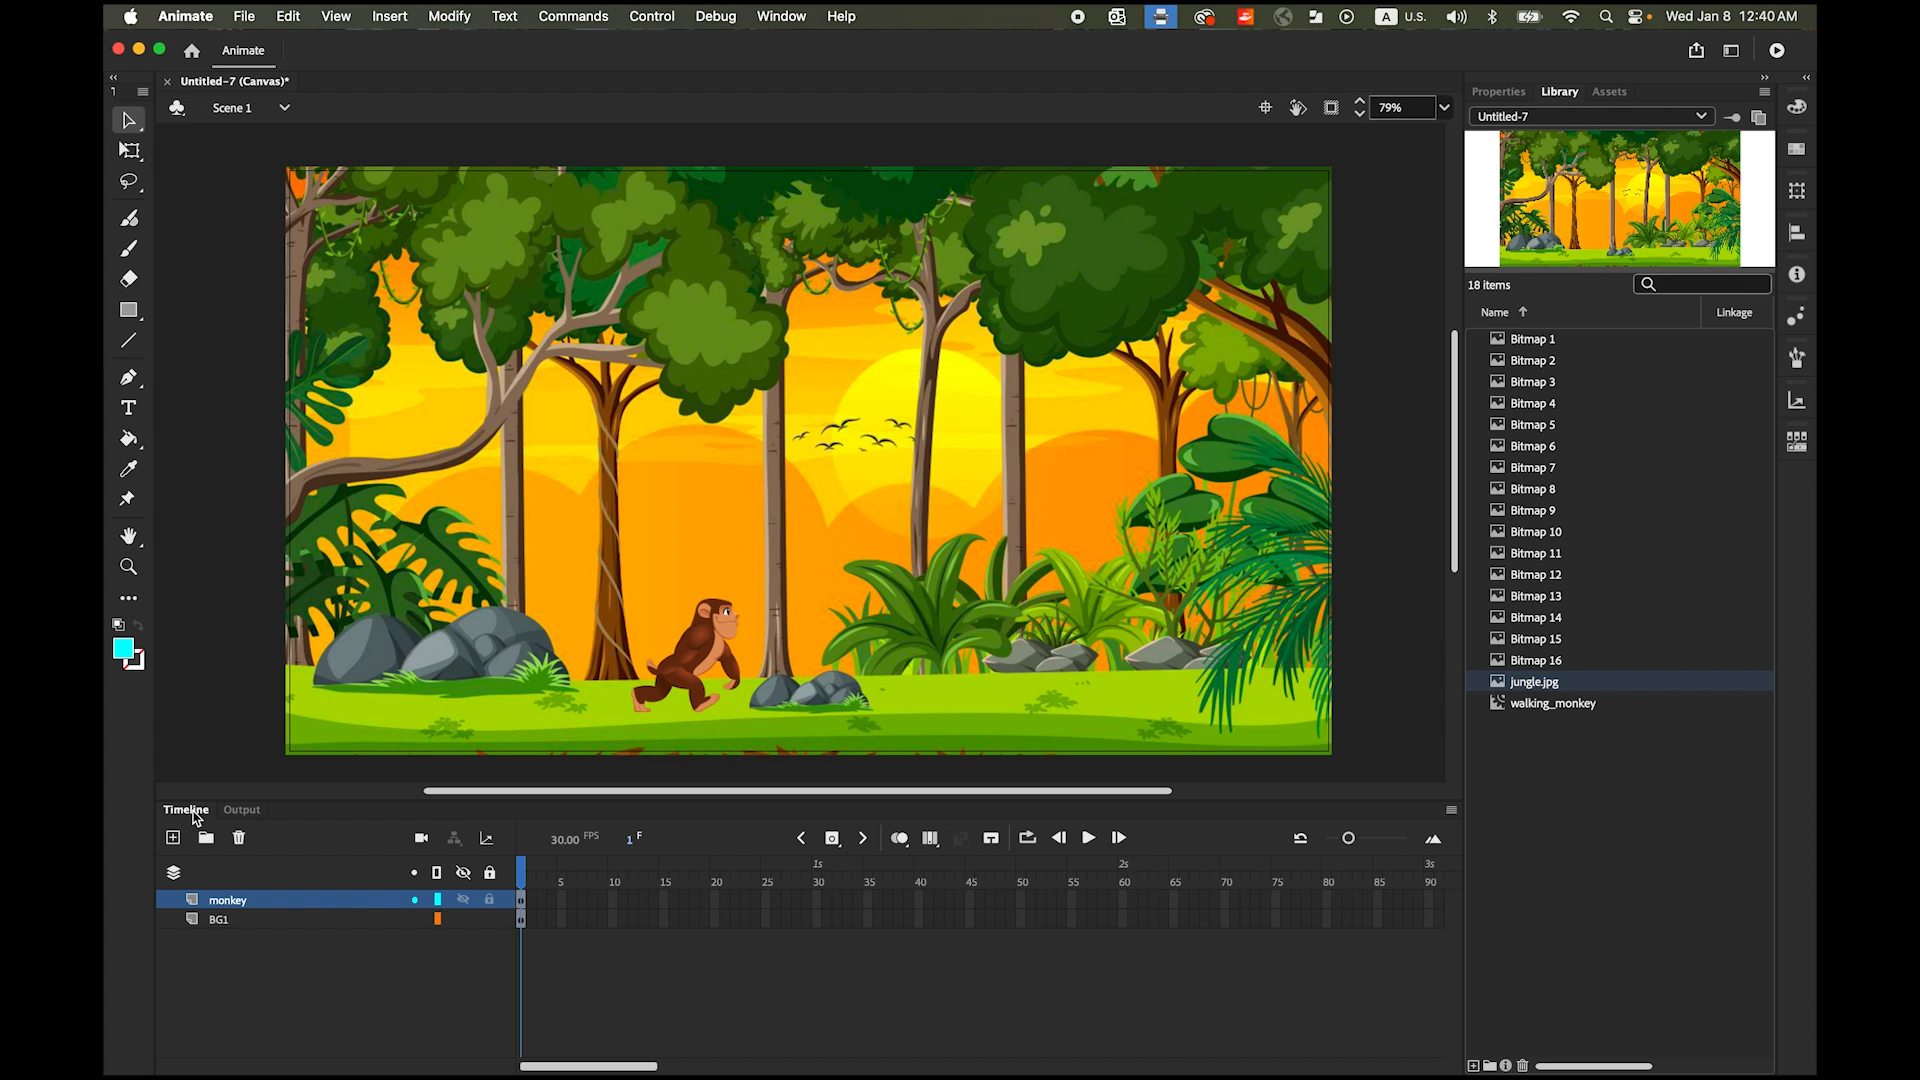 Animate File Edit View Insert Modify Text Commands Control Debug Window Help A U.S. Wed Jan 8 12:40 AM
Animate
Untitled-7 (Canvas)*
Scene 1 79%
Properties Library Assets
Untitled-7
18 items
Name Linkage
Bitmap 1
Bitmap 2
Bitmap 3
Bitmap 4
Bitmap 5
Bitmap 6
Bitmap 7
Bitmap 8
Bitmap 9
Bitmap 10
Bitmap 11
Bitmap 12
Bitmap 13
Bitmap 14
Bitmap 15
Bitmap 16
jungle.jpg
walking_monkey
Timeline Output
30.00 FPS 1 F
1s 2s 3s
5 10 15 20 25 30 35 40 45 50 55 60 65 70 75 80 85 90
monkey
BG1